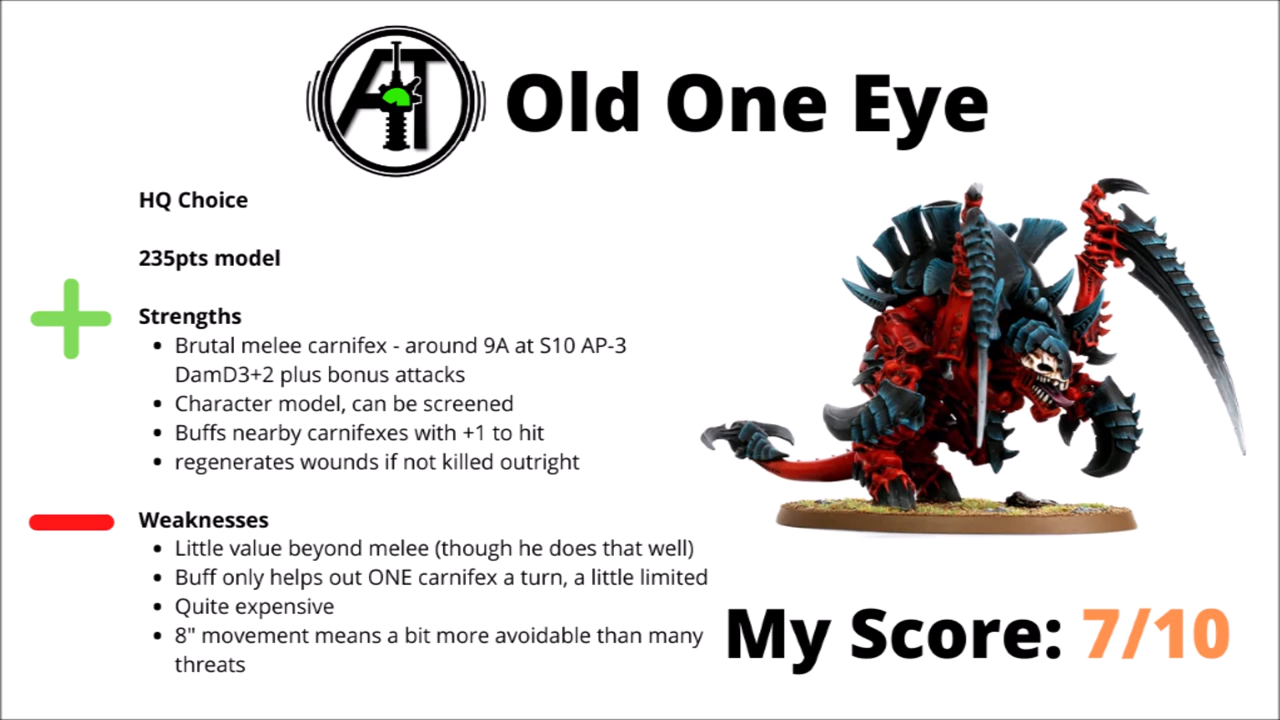 AT
Old One Eye
HQ Choice
235pts model
Strengths
• Brutal melee carnifex - around 9A at S10 AP-3
DamD3+2 plus bonus attacks
• Character model, can be screened
• Buffs nearby carnifexes with +1 to hit
• regenerates wounds if not killed outright
Weaknesses
• Little value beyond melee (though he does that well)
• Buff only helps out ONE carnifex a turn, a little limited
• Quite expensive
• 8" movement means a bit more avoidable than many
threats
My Score: 7/10